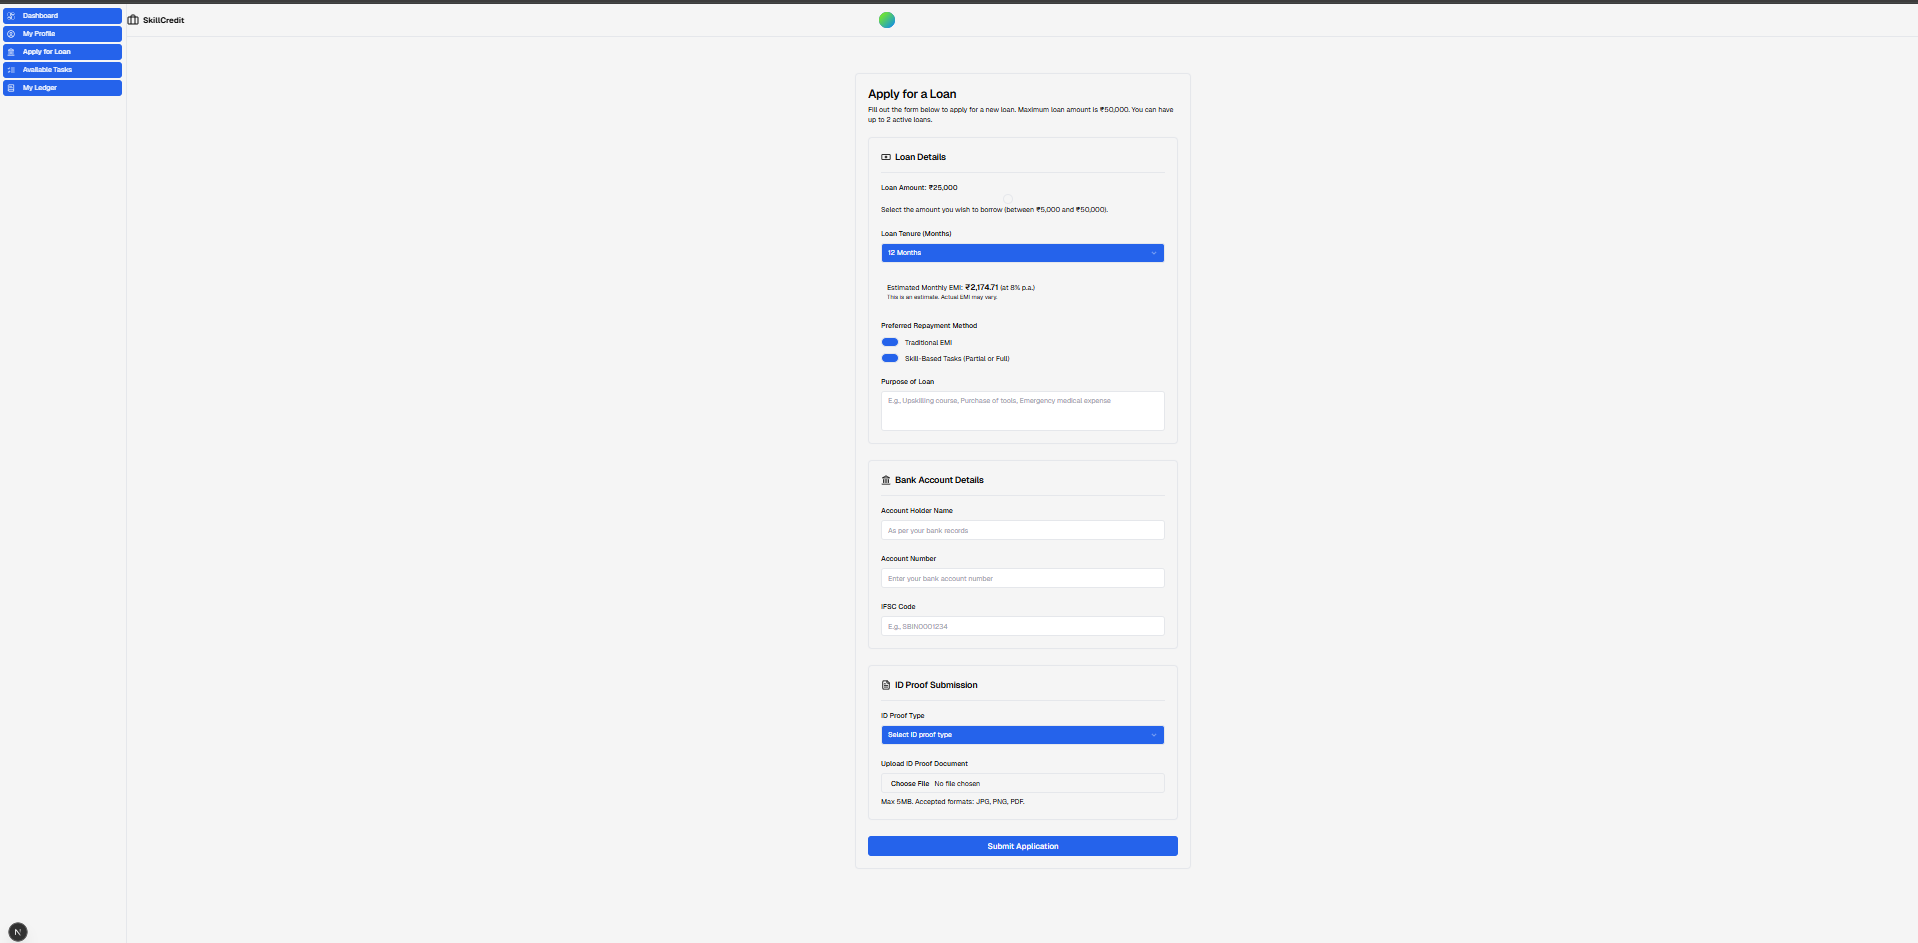 Dashboard
My Profile
Apply for Loan
Available Tasks
My Ledger
SkillCredit
Apply for a Loan
Fill out the form below to apply for a new loan. Maximum loan amount is ₹50,000. You can have
up to 2 active loans.
Loan Details
Loan Amount: ₹25,000
Select the amount you wish to borrow (between ₹5,000 and ₹50,000).
Loan Tenure (Months)
12 Months
Estimated Monthly EMI: ₹2,174.71 (at 8% p.a.)
This is an estimate. Actual EMI may vary.
Preferred Repayment Method
Traditional EMI
Skill-Based Tasks (Partial or Full)
Purpose of Loan
E.g., Upskilling course, Purchase of tools, Emergency medical expense
Bank Account Details
Account Holder Name
As per your bank records
Account Number
Enter your bank account number
IFSC Code
E.g., SBIN0001234
ID Proof Submission
ID Proof Type
Select ID proof type
Upload ID Proof Document
Choose File No file chosen
Max 5MB. Accepted formats: JPG, PNG, PDF.
Submit Application
N